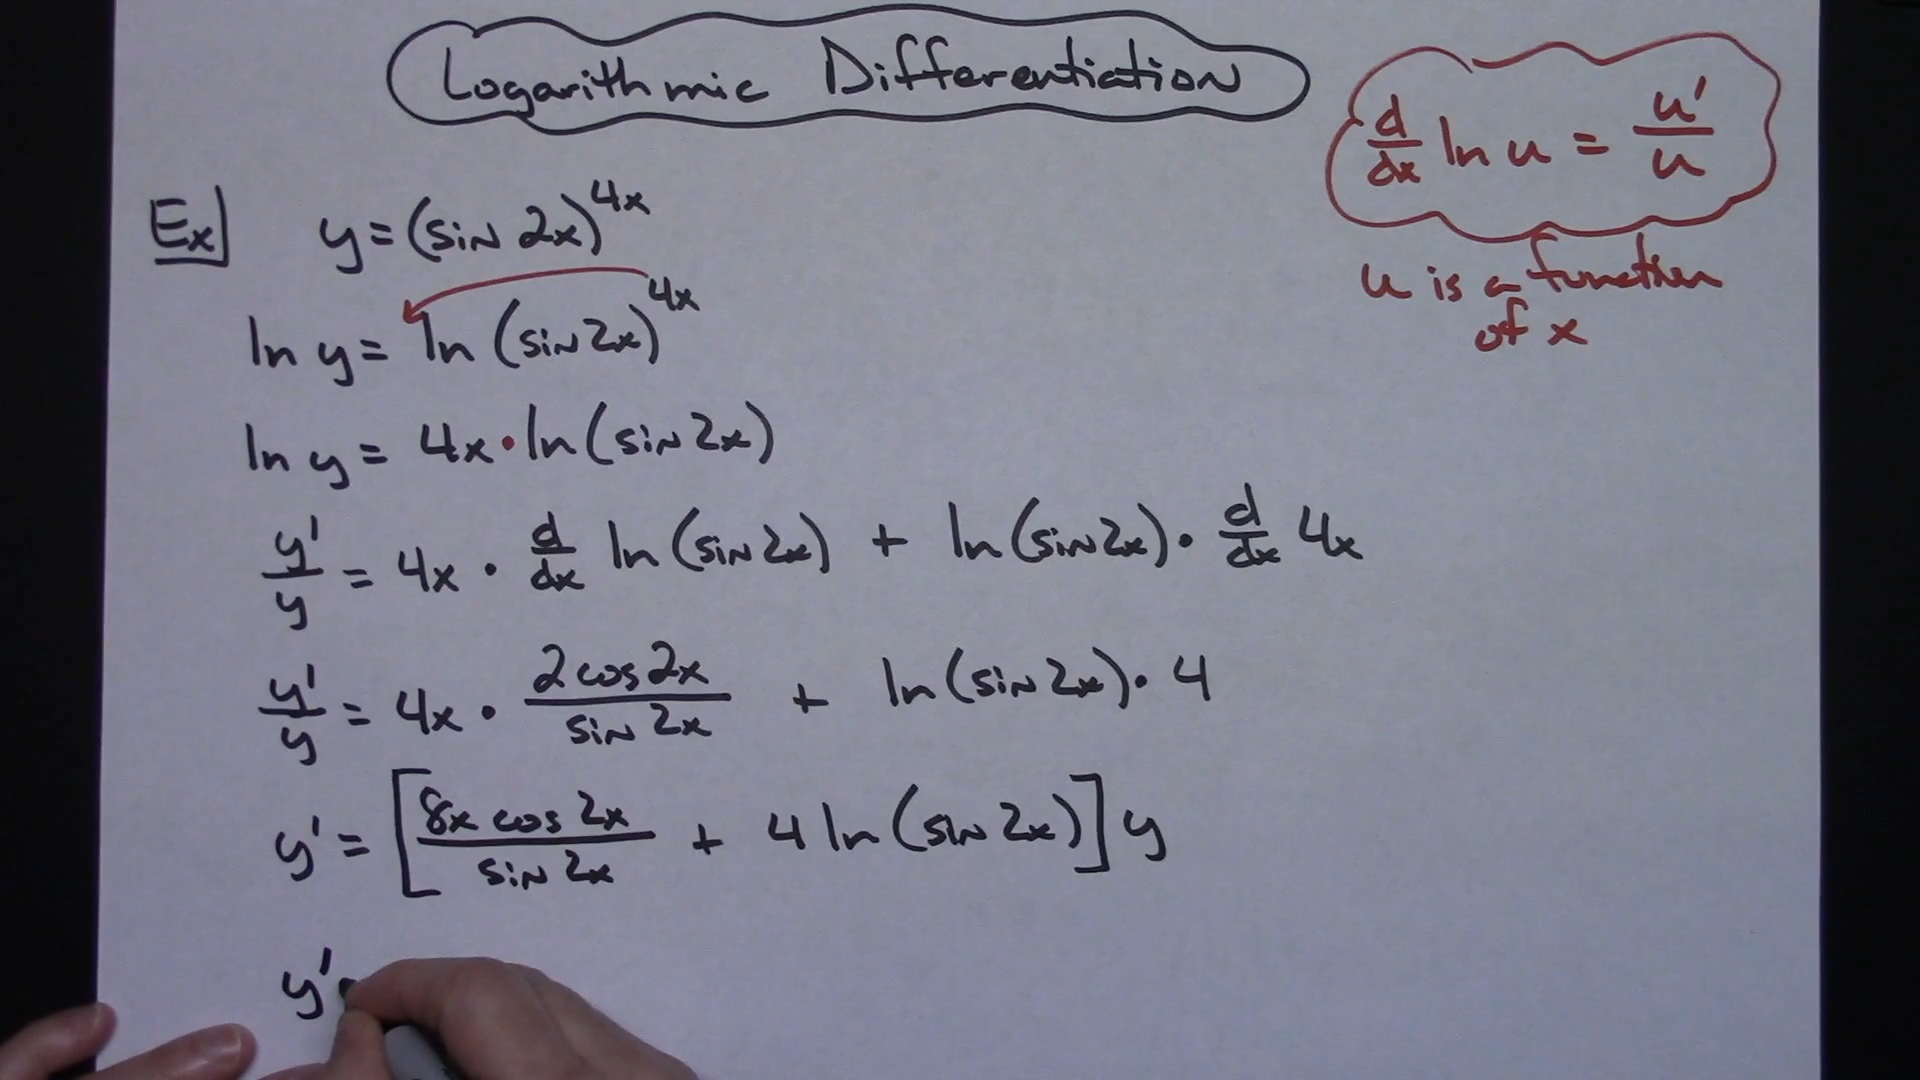 Logarithmic Differentiation
d/dx ln u = u'/u
u is a function
of x
Ex y = (sin 2x)^4x
ln y = ln (sin 2x)^4x
ln y = 4x · ln (sin 2x)
y'/y = 4x · d/dx ln (sin 2x) + ln (sin 2x) · d/dx 4x
y'/y = 4x · 2 cos 2x / sin 2x + ln (sin 2x) · 4
y' = [8x cos 2x / sin 2x + 4 ln (sin 2x)] y
y'